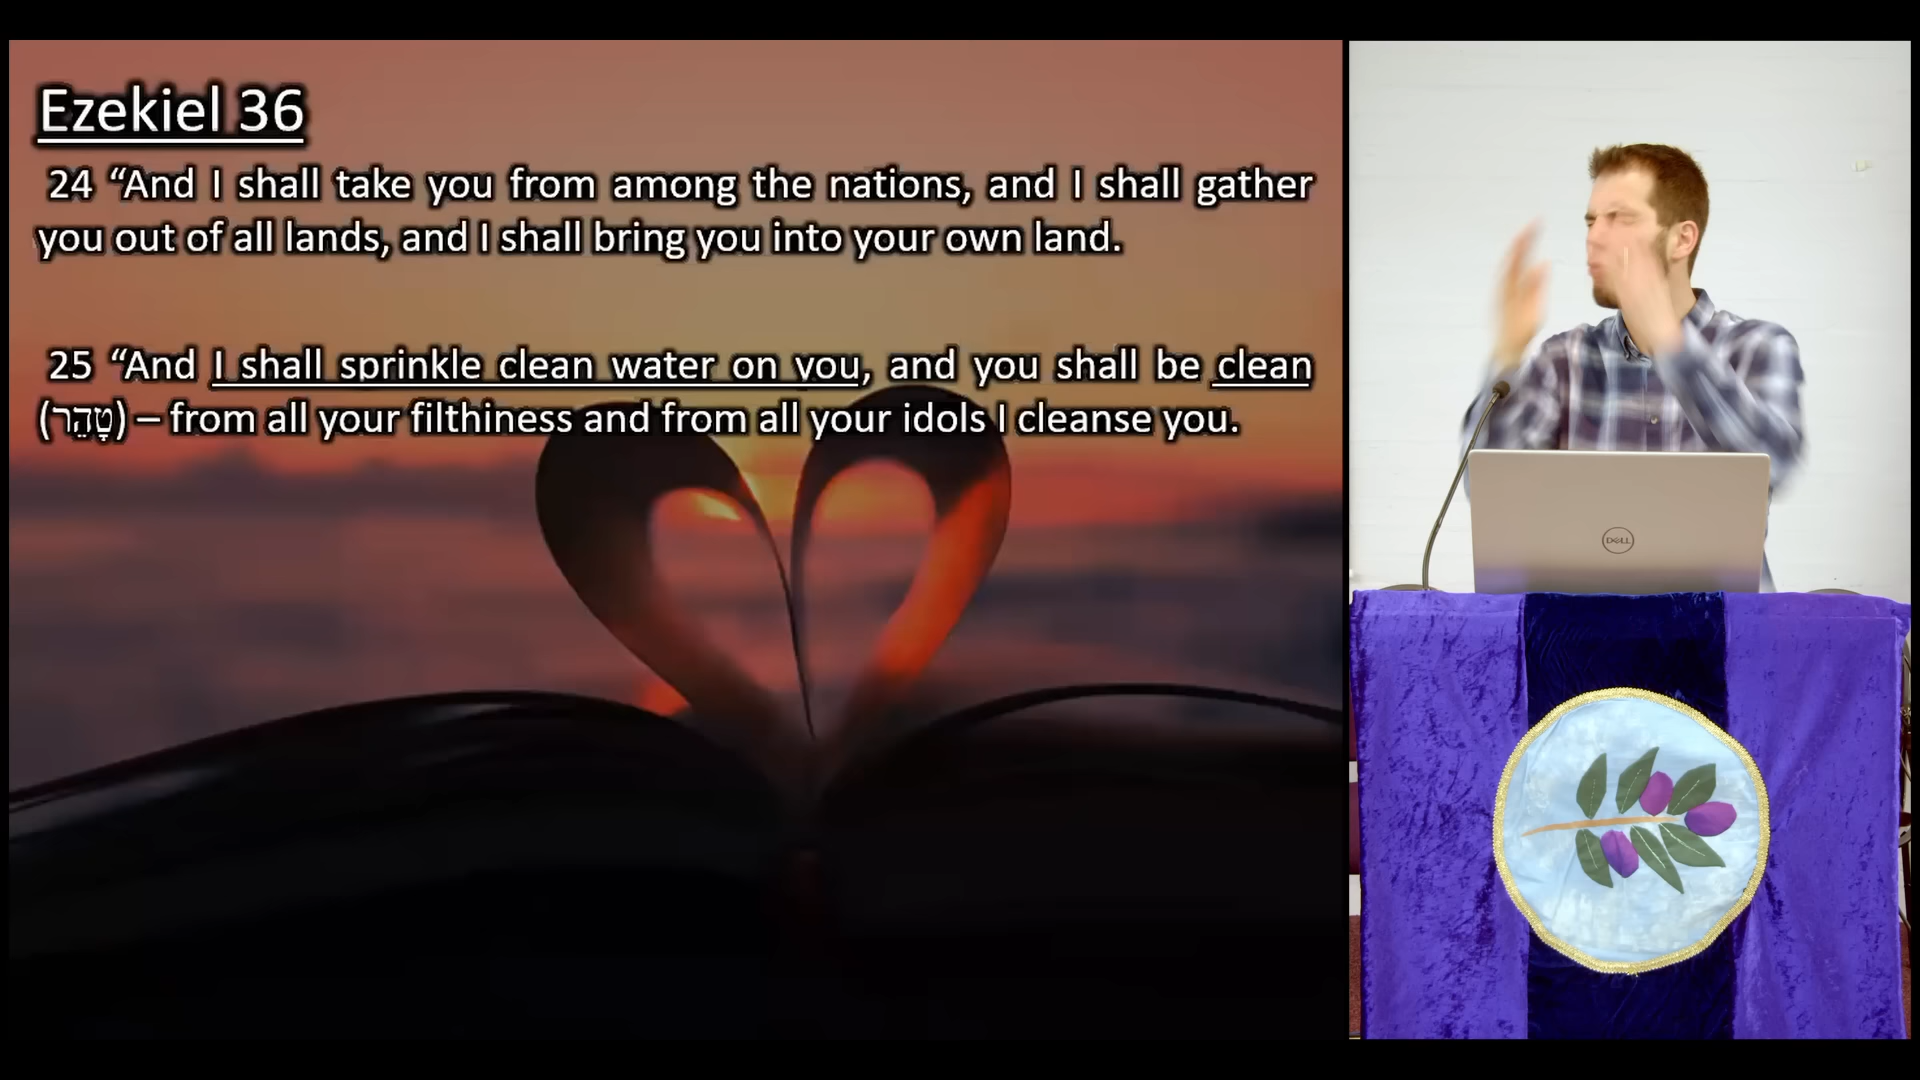 Ezekiel 36
24 “And I shall take you from among the nations, and I shall gather
you out of all lands, and I shall bring you into your own land.
25 “And I shall sprinkle clean water on you, and you shall be clean
(טָהֵר) – from all your filthiness and from all your idols I cleanse you.
DELL